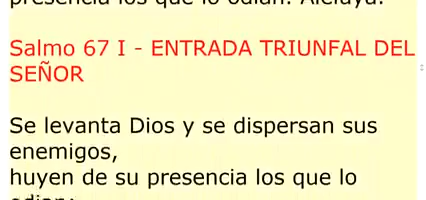 presencia los que lo odian. Aleluya.
Salmo 67 I - ENTRADA TRIUNFAL DEL
SEÑOR
Se levanta Dios y se dispersan sus
enemigos,
huyen de su presencia los que lo
odian;